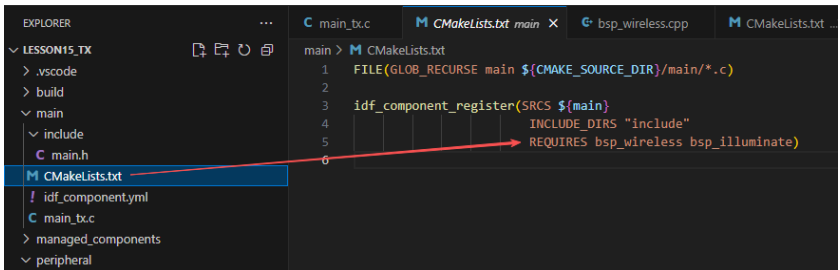 EXPLORER ...
LESSON15_TX
> .vscode
> build
main
include
C main.h
M CMakeLists.txt
! idf_component.yml
C main_tx.c
> managed_components
peripheral
C main_tx.c M CMakeLists.txt main × bsp_wireless.cpp M CMakeLists.txt ...
main > M CMakeLists.txt
1 FILE(GLOB_RECURSE main ${CMAKE_SOURCE_DIR}/main/*.c)
2
3 idf_component_register(SRCS ${main}
4 INCLUDE_DIRS "include"
5 REQUIRES bsp_wireless bsp_illuminate)
6